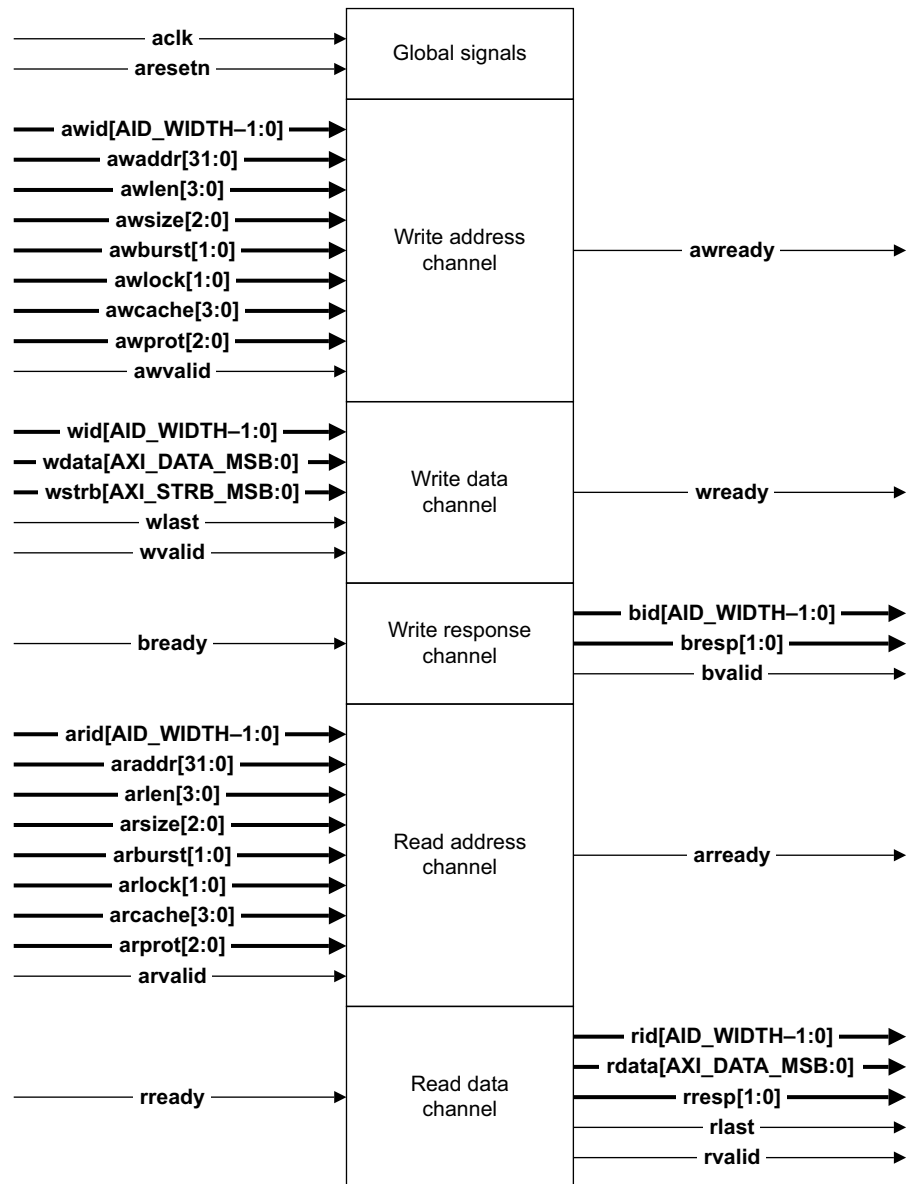 aclk
aresetn
Global signals
awid[AID_WIDTH–1:0]
awaddr[31:0]
awlen[3:0]
awsize[2:0]
awburst[1:0]
awlock[1:0]
awcache[3:0]
awprot[2:0]
awvalid
Write address
channel
awready
wid[AID_WIDTH–1:0]
wdata[AXI_DATA_MSB:0]
wstrb[AXI_STRB_MSB:0]
wlast
wvalid
Write data
channel
wready
bready
Write response
channel
bid[AID_WIDTH–1:0]
bresp[1:0]
bvalid
arid[AID_WIDTH–1:0]
araddr[31:0]
arlen[3:0]
arsize[2:0]
arburst[1:0]
arlock[1:0]
arcache[3:0]
arprot[2:0]
arvalid
Read address
channel
arready
rready
Read data
channel
rid[AID_WIDTH–1:0]
rdata[AXI_DATA_MSB:0]
rresp[1:0]
rlast
rvalid